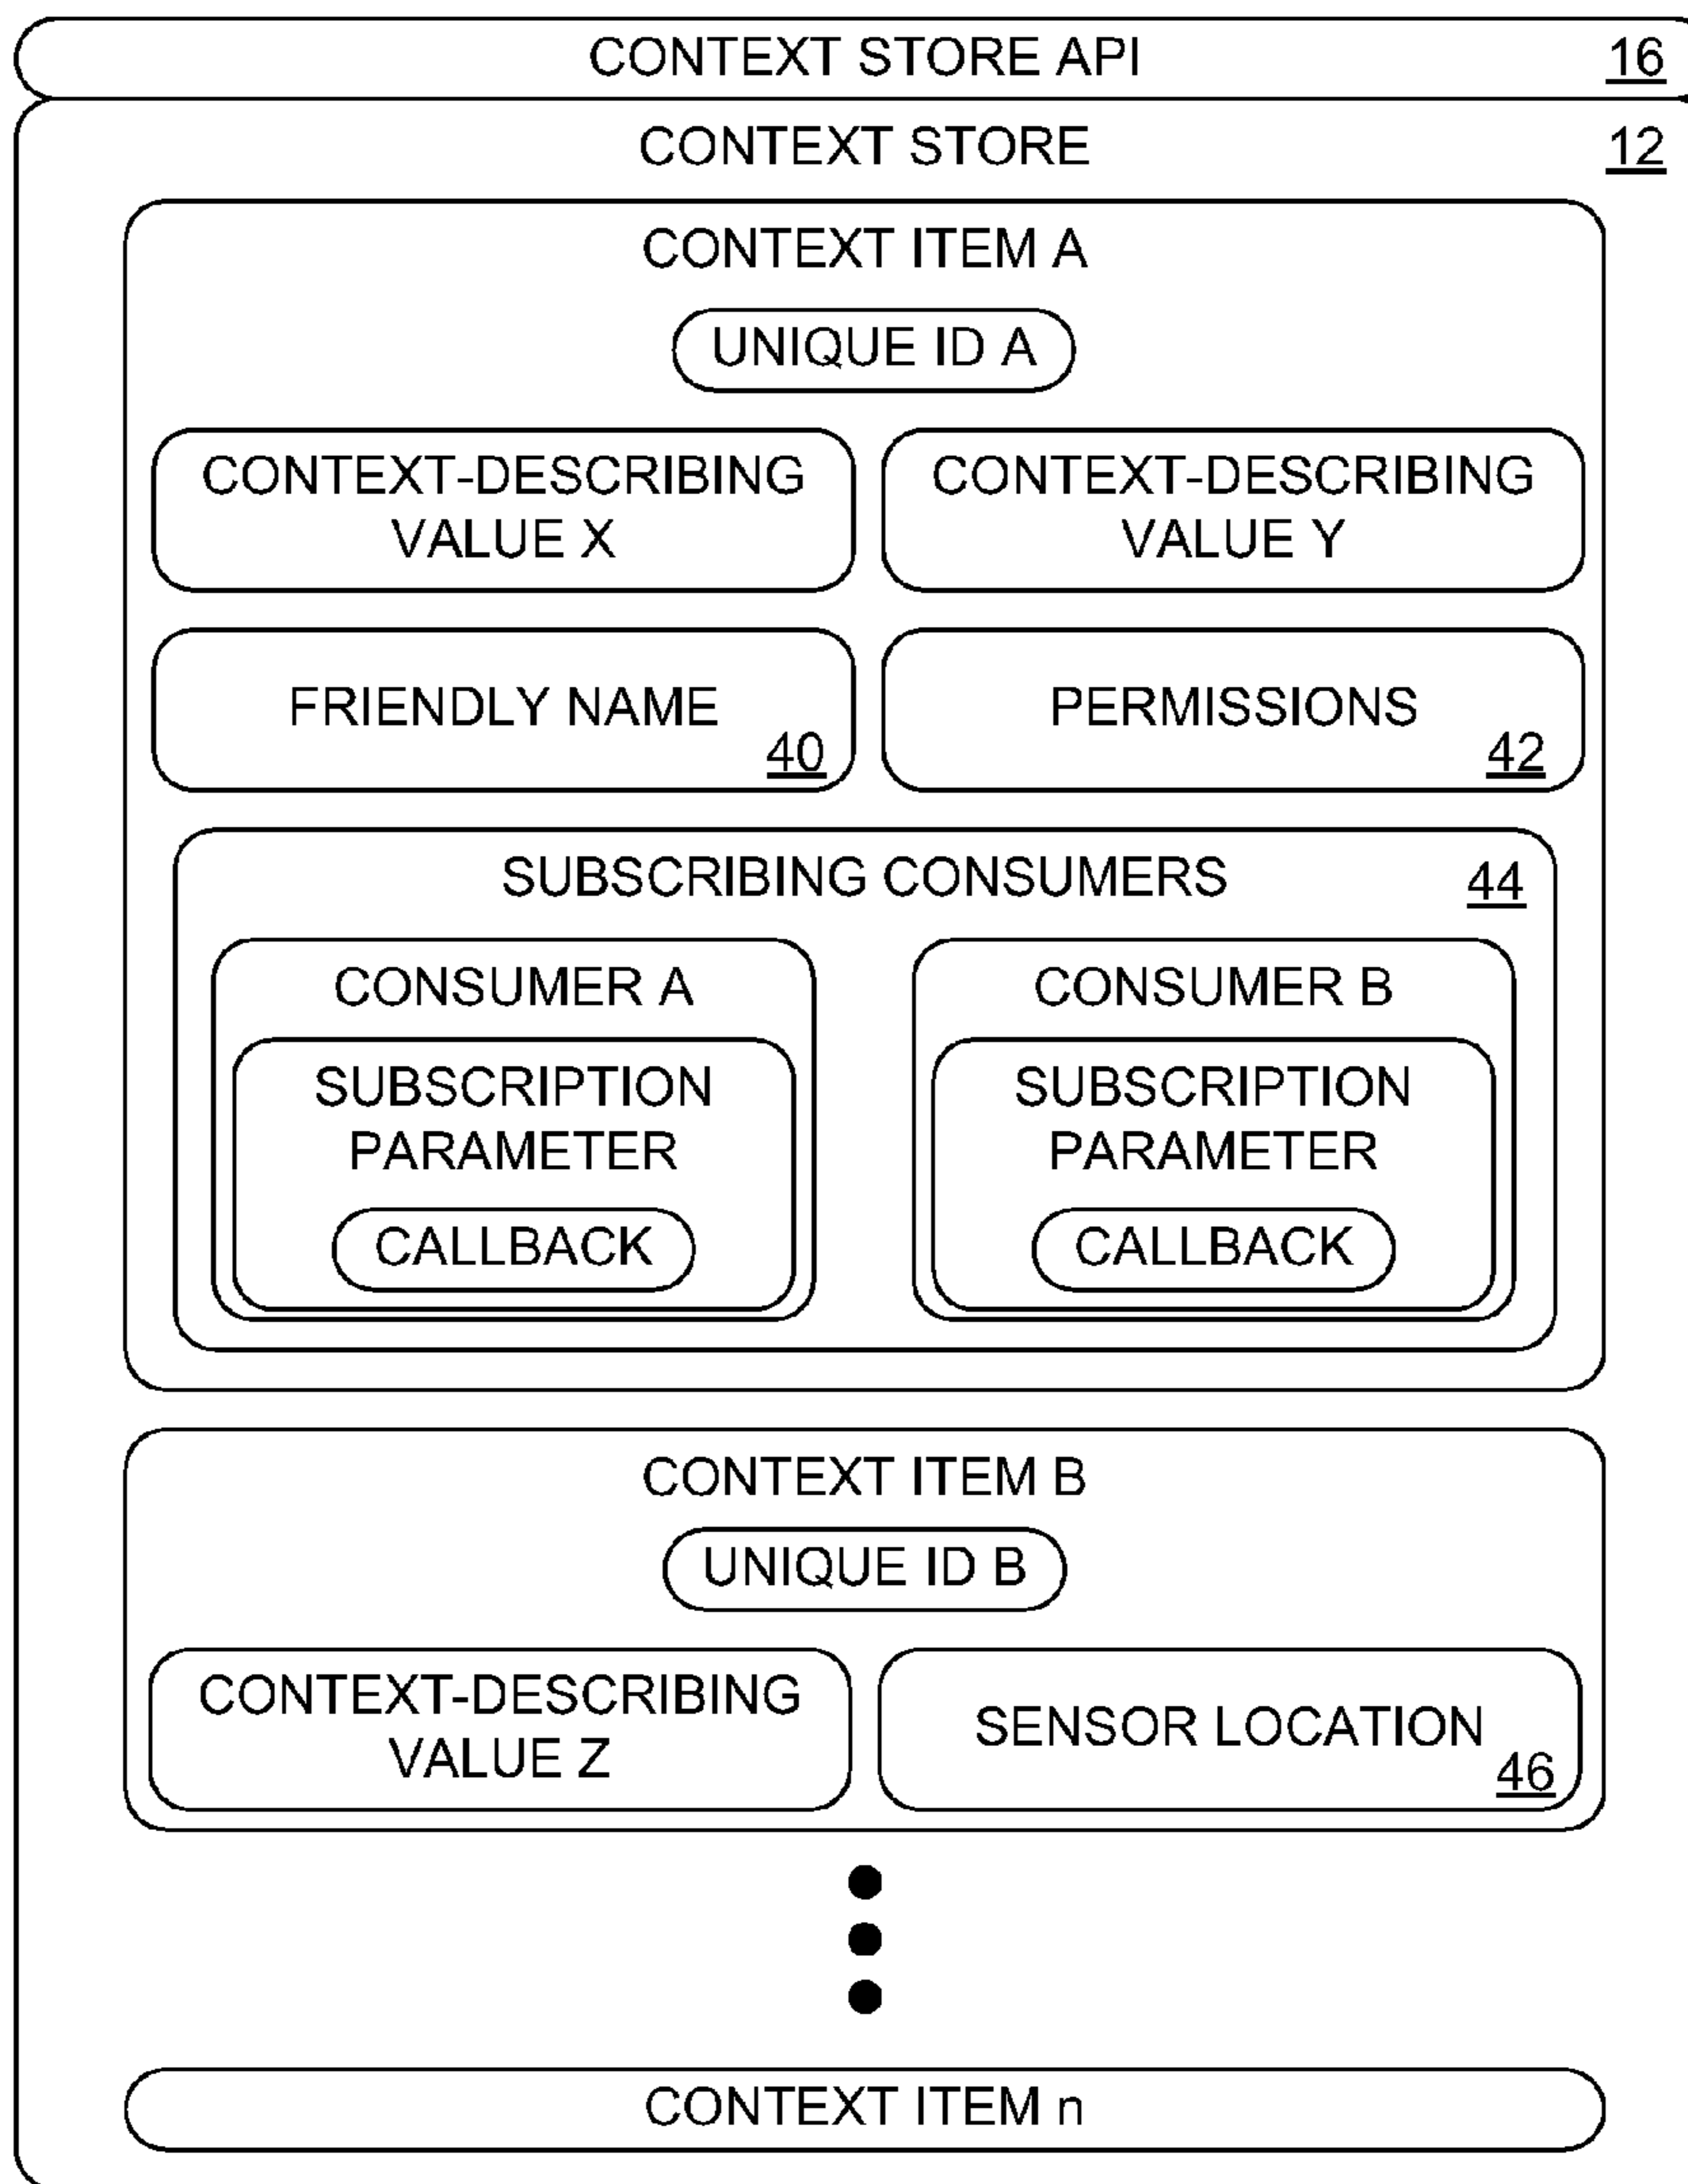 CONTEXT STORE API 16
CONTEXT STORE 12
CONTEXT ITEM A
UNIQUE ID A
CONTEXT-DESCRIBING
VALUE X
CONTEXT-DESCRIBING
VALUE Y
FRIENDLY NAME
40
PERMISSIONS
42
SUBSCRIBING CONSUMERS 44
CONSUMER A
SUBSCRIPTION
PARAMETER
CALLBACK
CONSUMER B
SUBSCRIPTION
PARAMETER
CALLBACK
CONTEXT ITEM B
UNIQUE ID B
CONTEXT-DESCRIBING
VALUE Z
SENSOR LOCATION
46
CONTEXT ITEM n